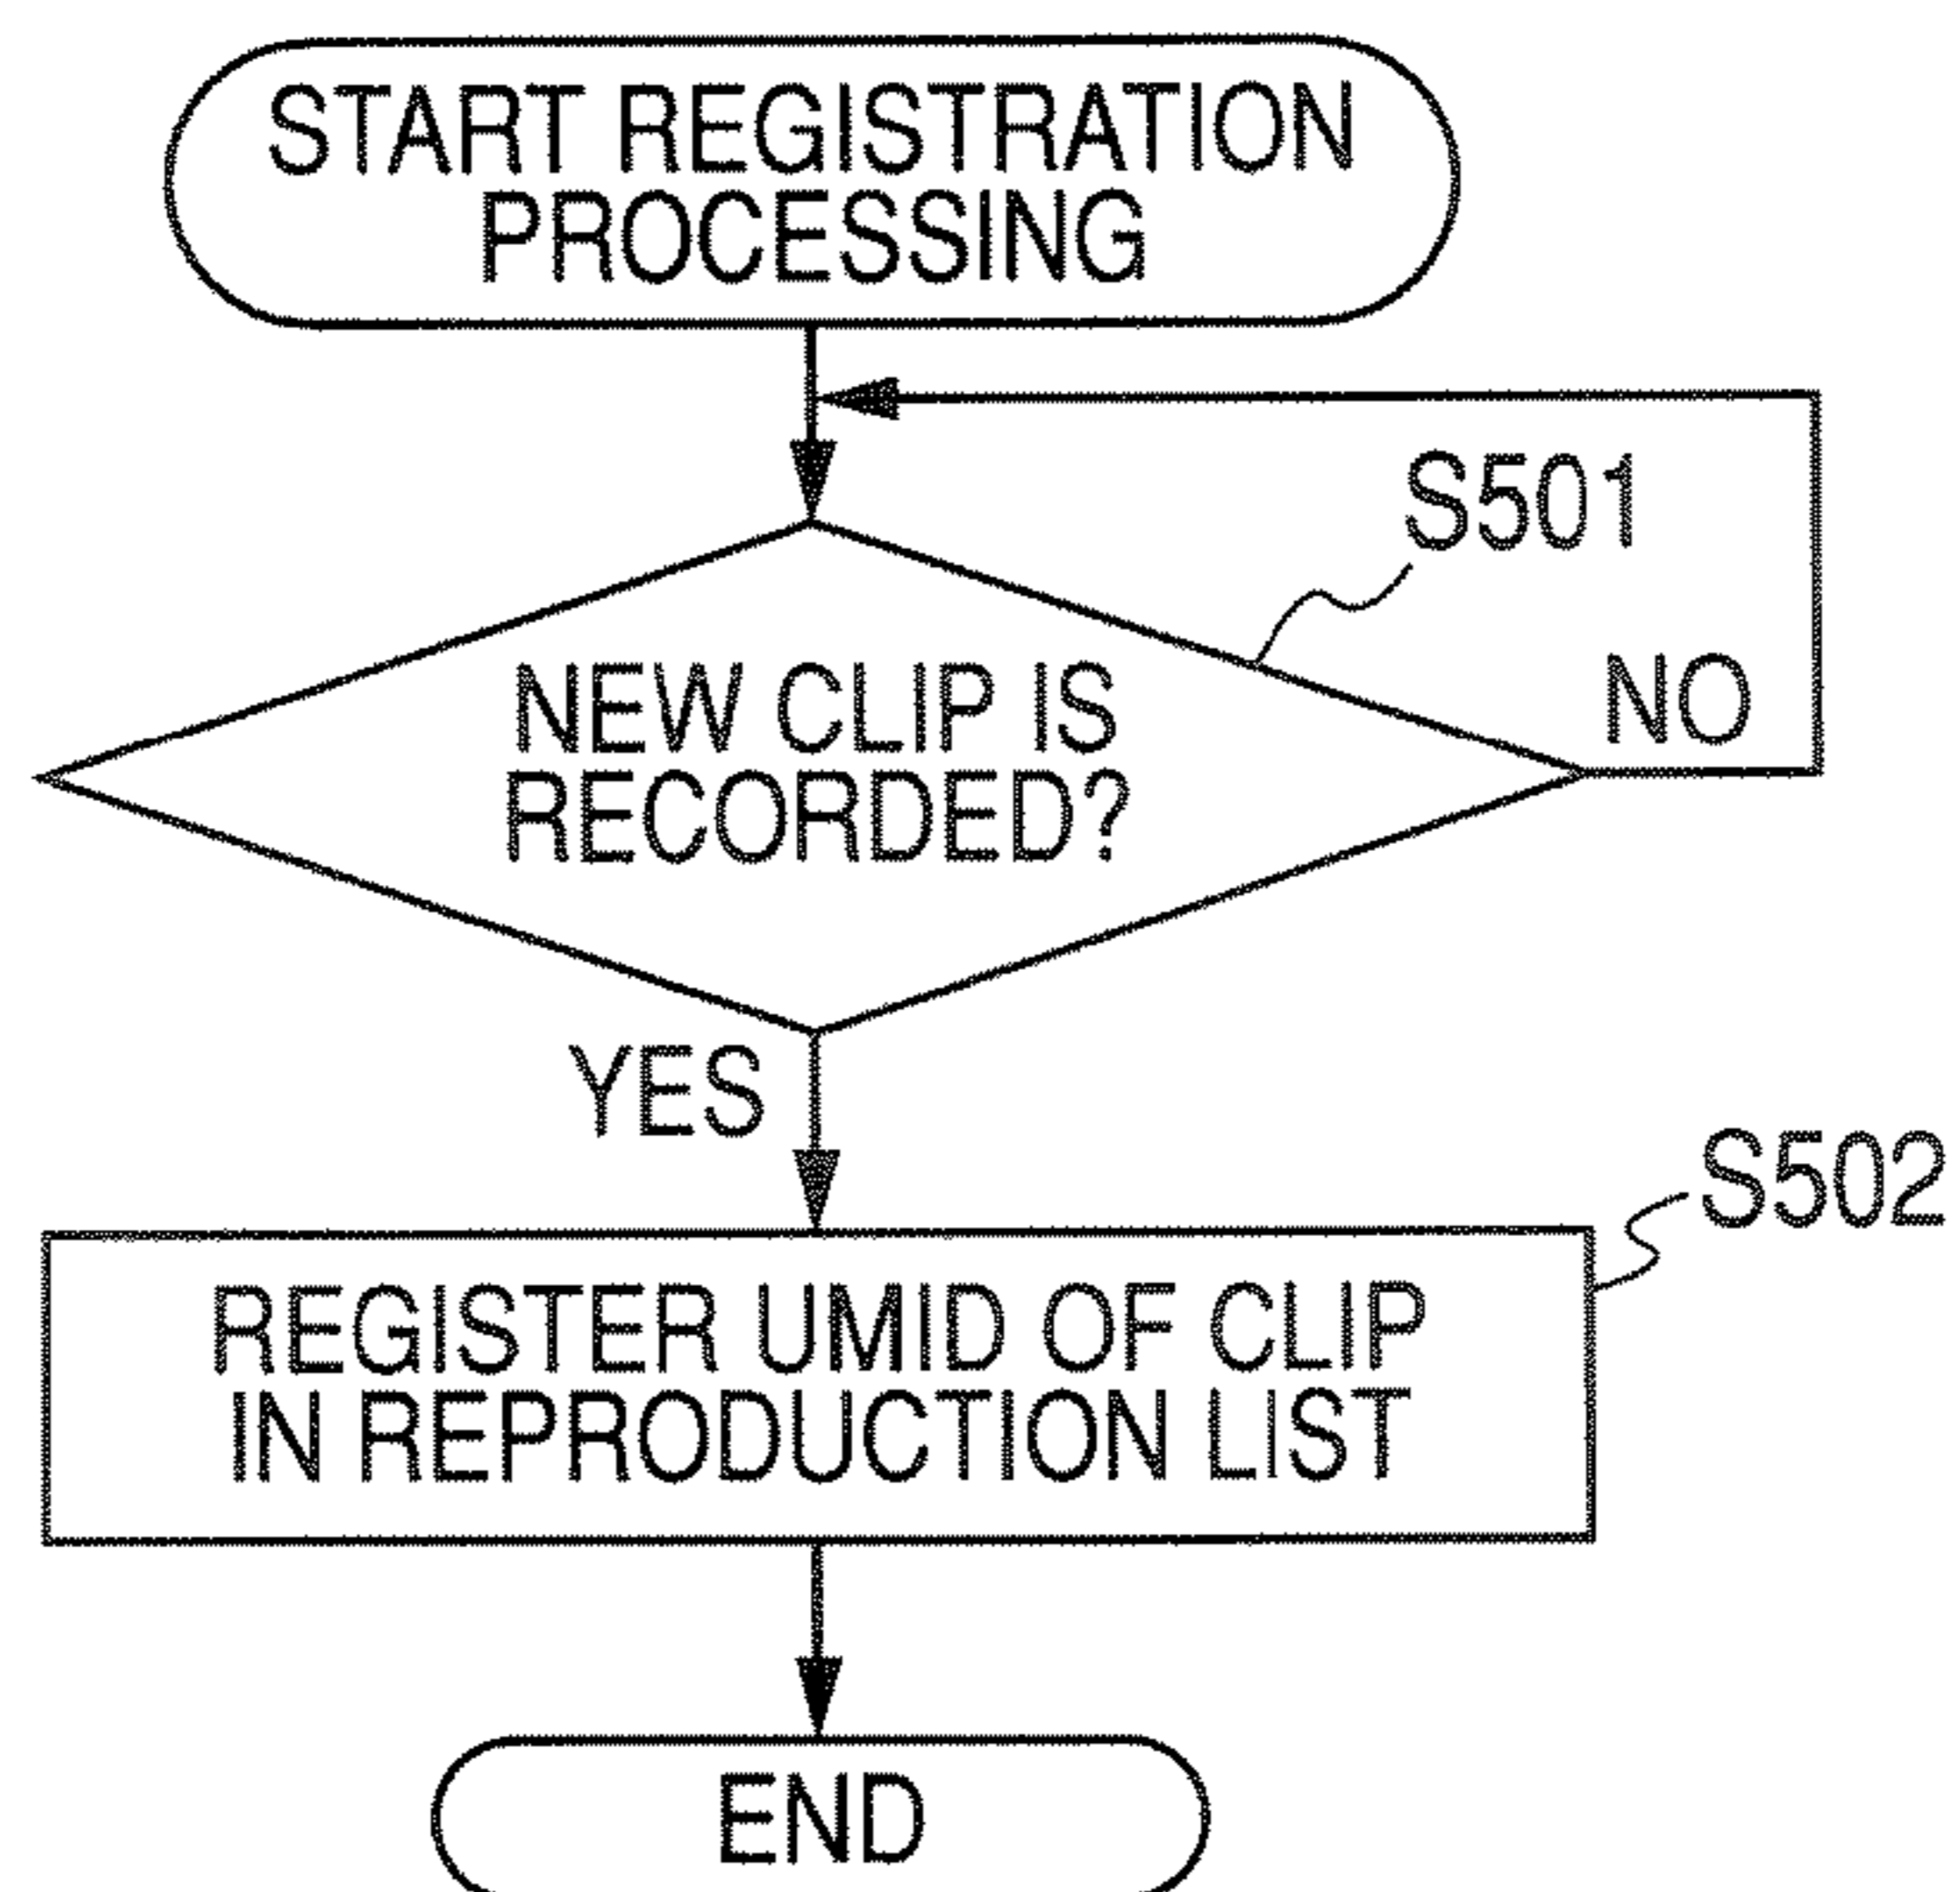 START REGISTRATION
PROCESSING
S501
NEW CLIP IS
RECORDED?
NO
YES
S502
REGISTER UMID OF CLIP
IN REPRODUCTION LIST
END